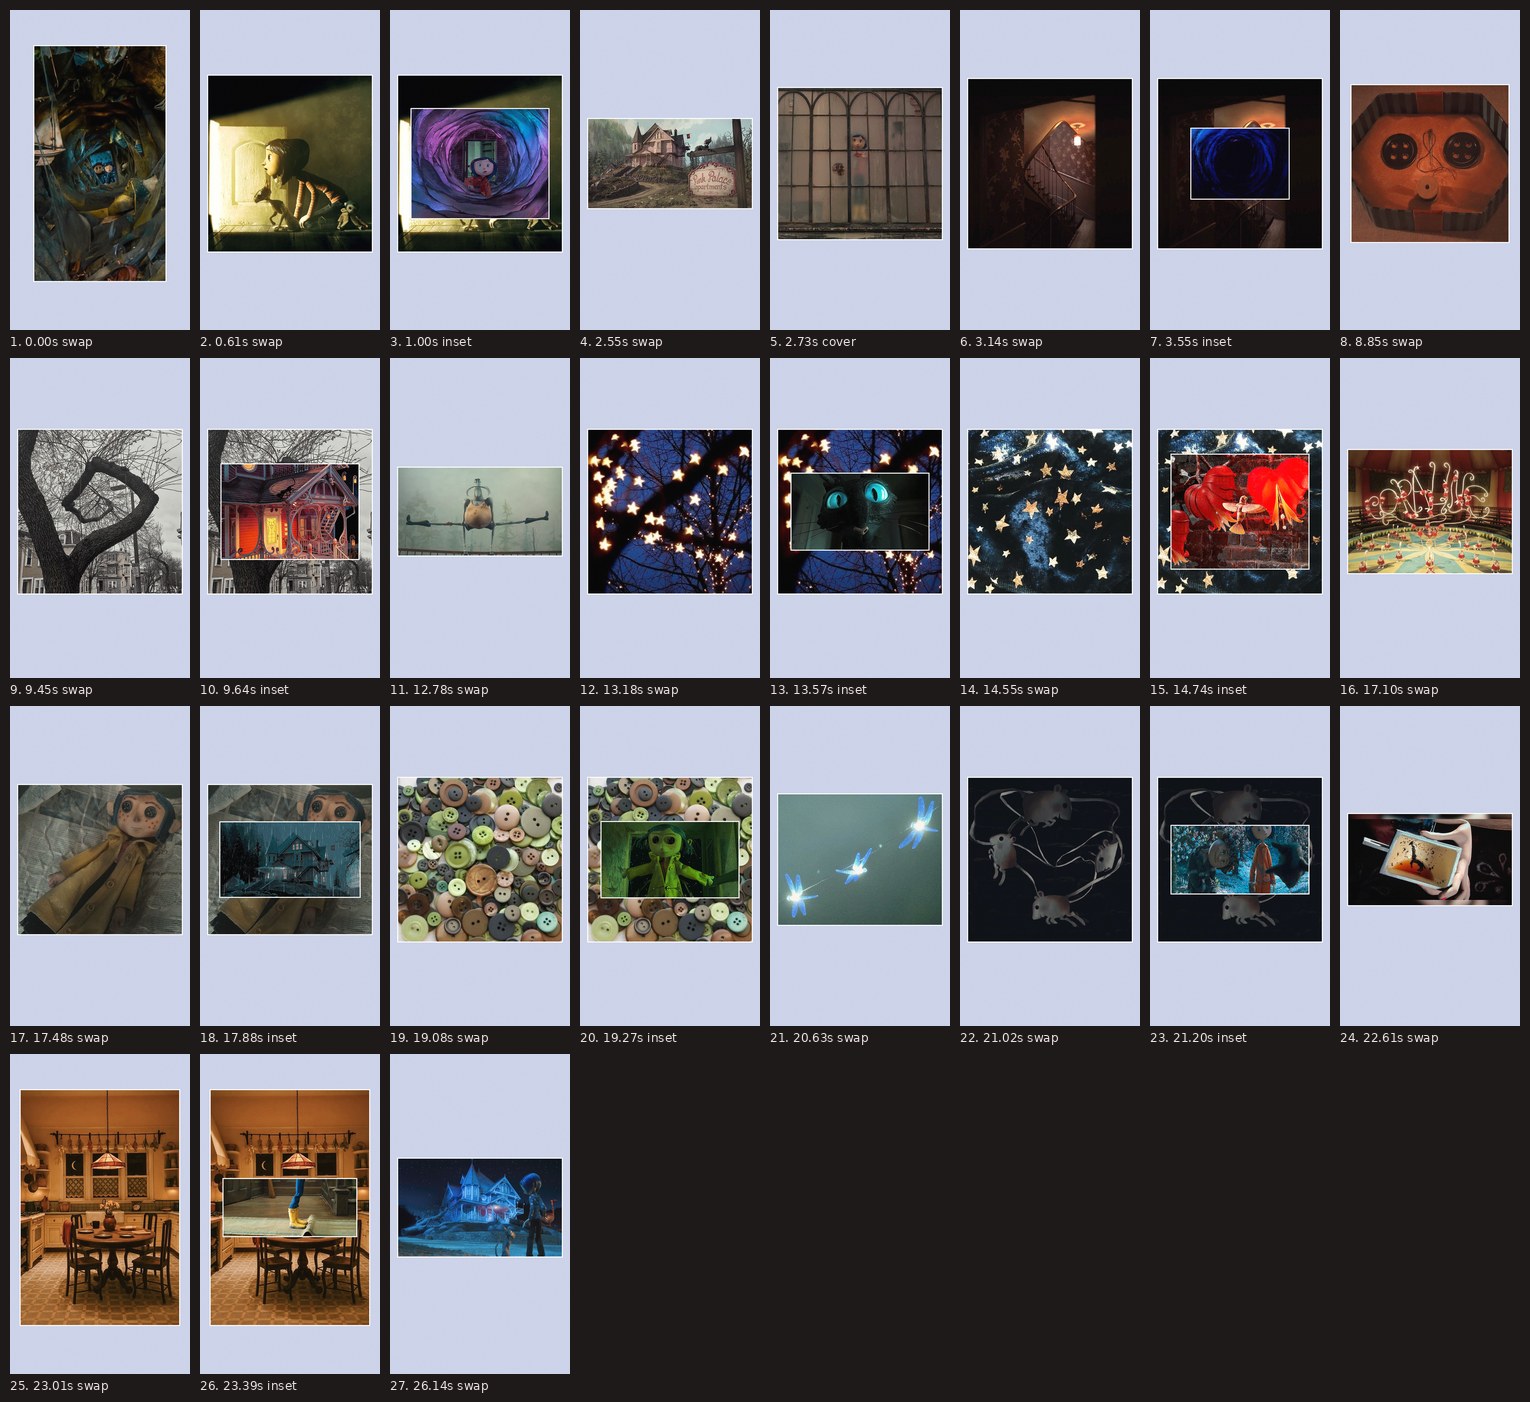 1. 0.00s swap
2. 0.61s swap
3. 1.00s inset
4. 2.55s swap
5. 2.73s cover
6. 3.14s swap
7. 3.55s inset
8. 8.85s swap
Pink Palace
apartments
9. 9.45s swap
10. 9.64s inset
11. 12.78s swap
12. 13.18s swap
13. 13.57s inset
14. 14.55s swap
15. 14.74s inset
16. 17.10s swap
CORALINE
17. 17.48s swap
18. 17.88s inset
19. 19.08s swap
20. 19.27s inset
21. 20.63s swap
22. 21.02s swap
23. 21.20s inset
24. 22.61s swap
25. 23.01s swap
26. 23.39s inset
27. 26.14s swap